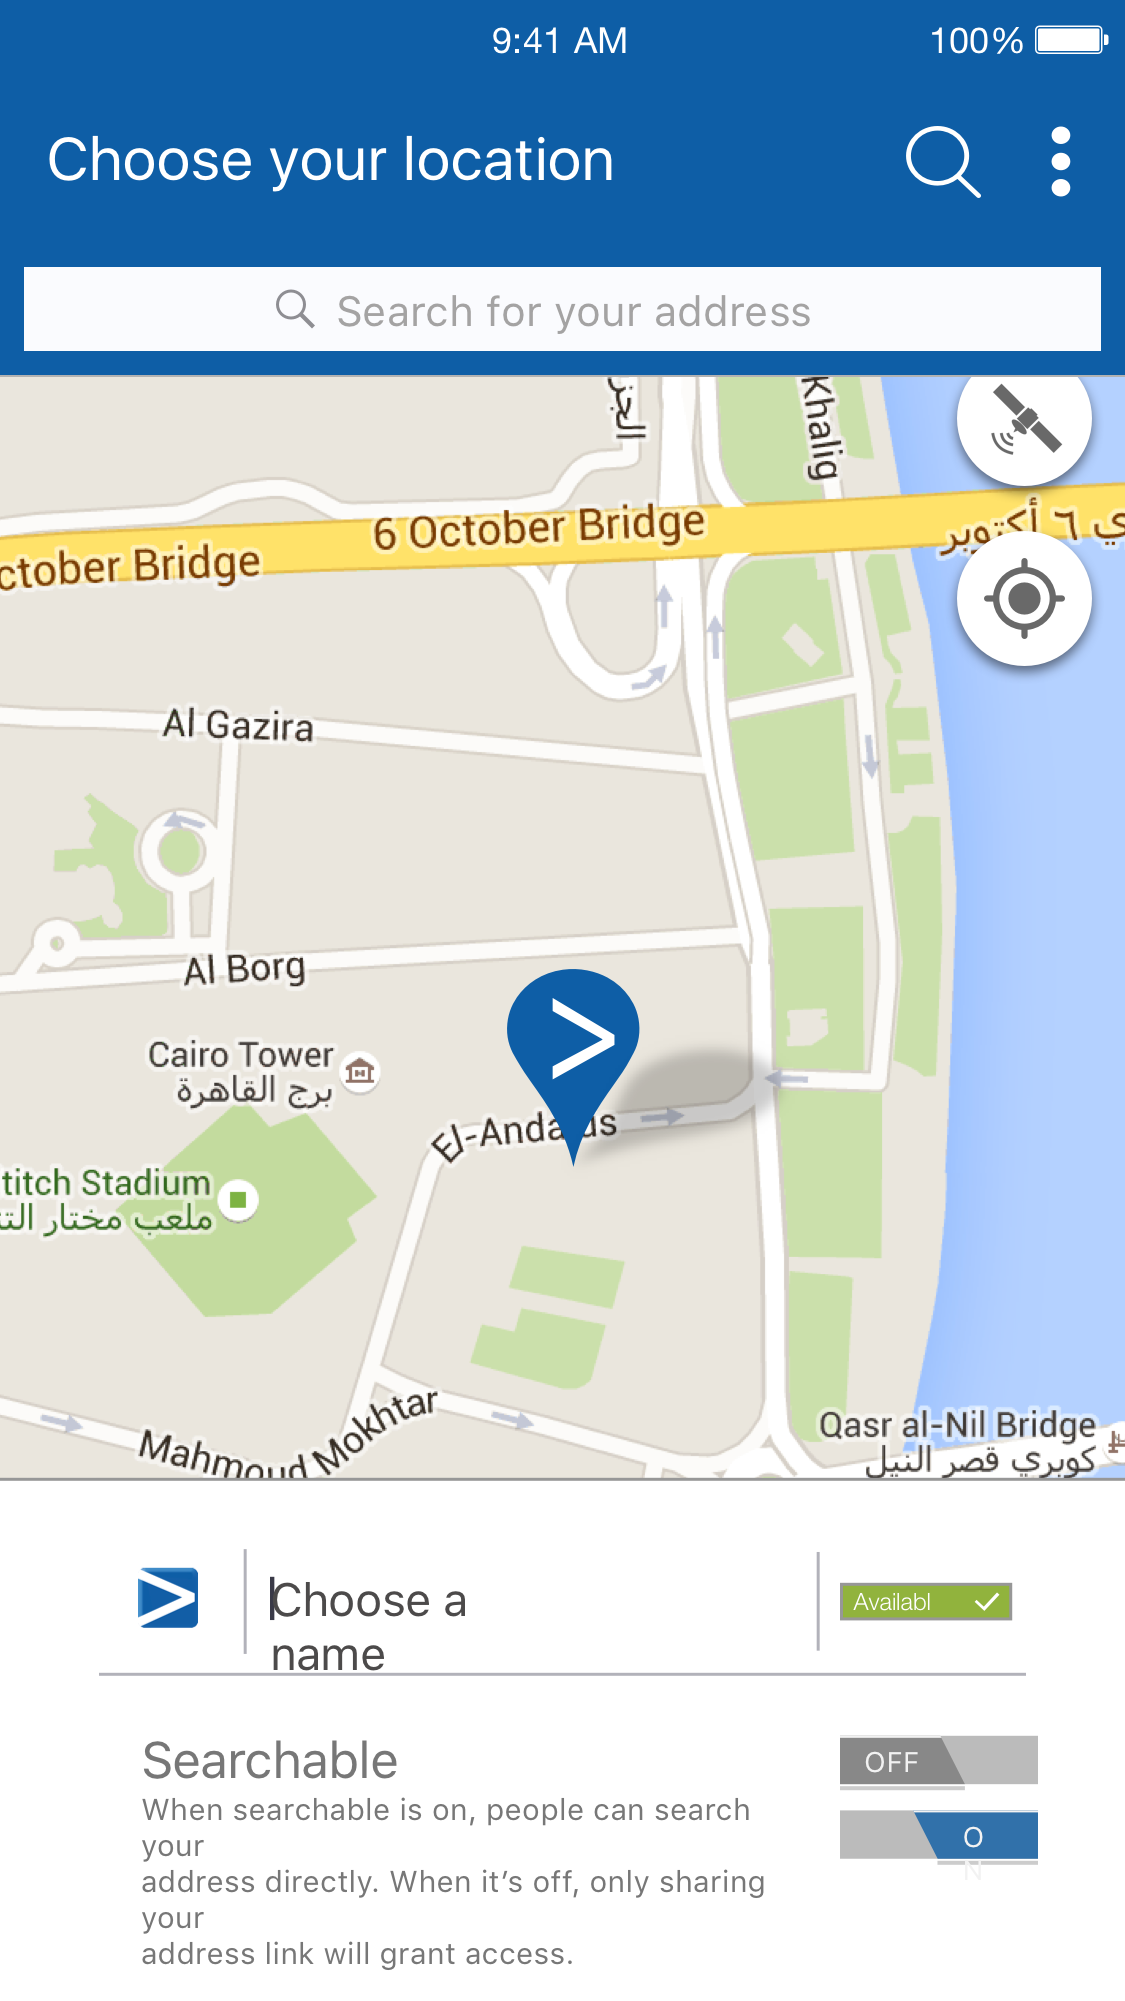 9:41 AM
100%
Choose your location
Search for your address
Khalig
6 October Bridge
ctober Bridge
ي ٦ أكتوبر
Al Gazira
Al Borg
Cairo Tower
برج القاهرة
El-Anda us
titch Stadium
ملعب مختار الت
Mahmoud Mokhtar
Qasr al-Nil Bridge
كوبري قصر النيل
Choose a
name
Availabl
Searchable
OFF
When searchable is on, people can search
your
address directly. When it’s off, only sharing
your
address link will grant access.
O
N